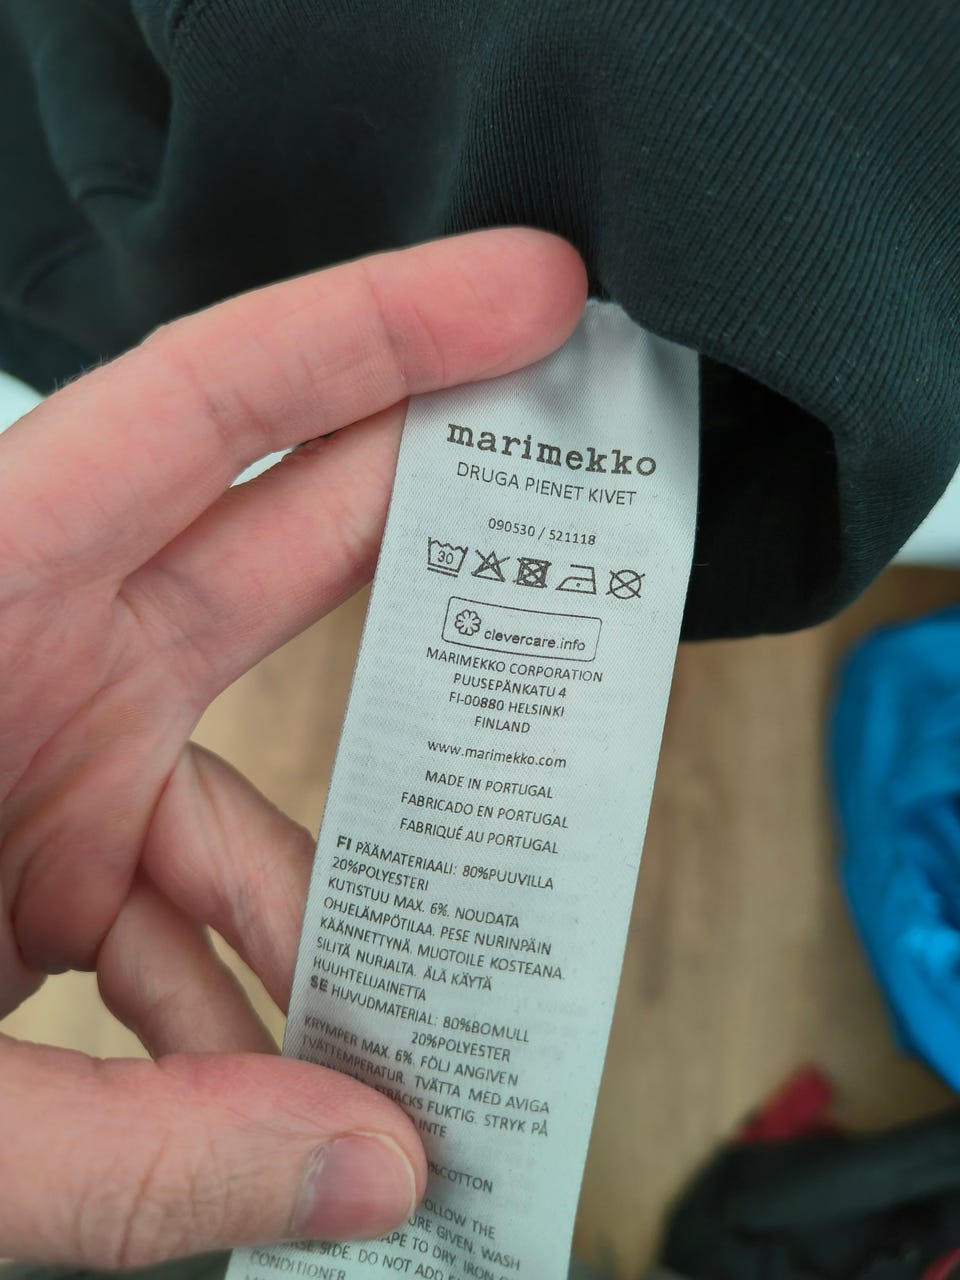 marimekko
DRUGA PIENET KIVET
090530 / 521118
30
clevercare.info
MARIMEKKO CORPORATION
PUUSEPÄNKATU 4
FI-00880 HELSINKI
FINLAND
www.marimekko.com
MADE IN PORTUGAL
FABRICADO EN PORTUGAL
FABRIQUÉ AU PORTUGAL
FI PÄÄMATERIAALI: 80%PUUVILLA
20%POLYESTERI
KUTISTUU MAX. 6%. NOUDATA
OHJELÄMPÖTILAA. PESE NURINPÄIN
KÄÄNNETTYNÄ. MUOTOILE KOSTEANA.
SILITÄ NURJALTA. ÄLÄ KÄYTÄ
HUUHTELUAINETTA
SE HUVUDMATERIAL: 80%BOMULL
20%POLYESTER
KRYMPER MAX. 6%. FÖLJ ANGIVEN
TVÄTTEMPERATUR. TVÄTTA MED AVIGA
STRÄCKS FUKTIG. STRYK PÅ
INTE
%COTTON
FOLLOW THE
GIVEN. WASH
SIDE. TO DRY. IRON
CONDITIONER. DO NOT ADD